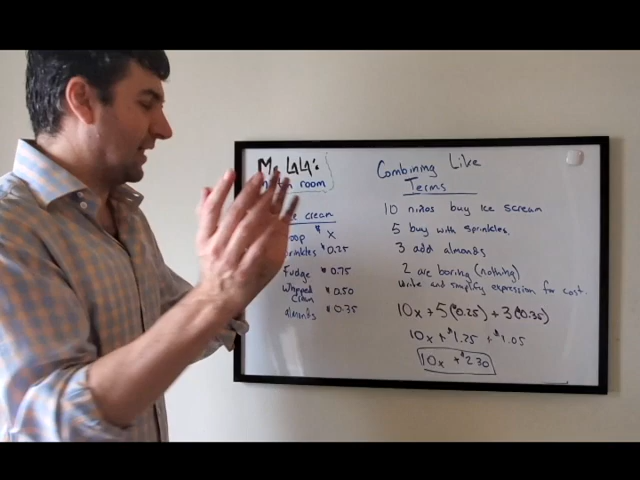 Mr LaLa's
room
cream
$ x
$0.25
Fudge $0.75
Whipped
Cream $0.50
almonds $0.35
Combining Like
Terms
10 buy ice scream
5 buy with sprinkles
3 add almonds
2 are boring (nothing)
Write and simplify expression for cost.
10x + 5($0.25) + 3($0.35)
10x + $1.25 + $1.05
10x + $2.30